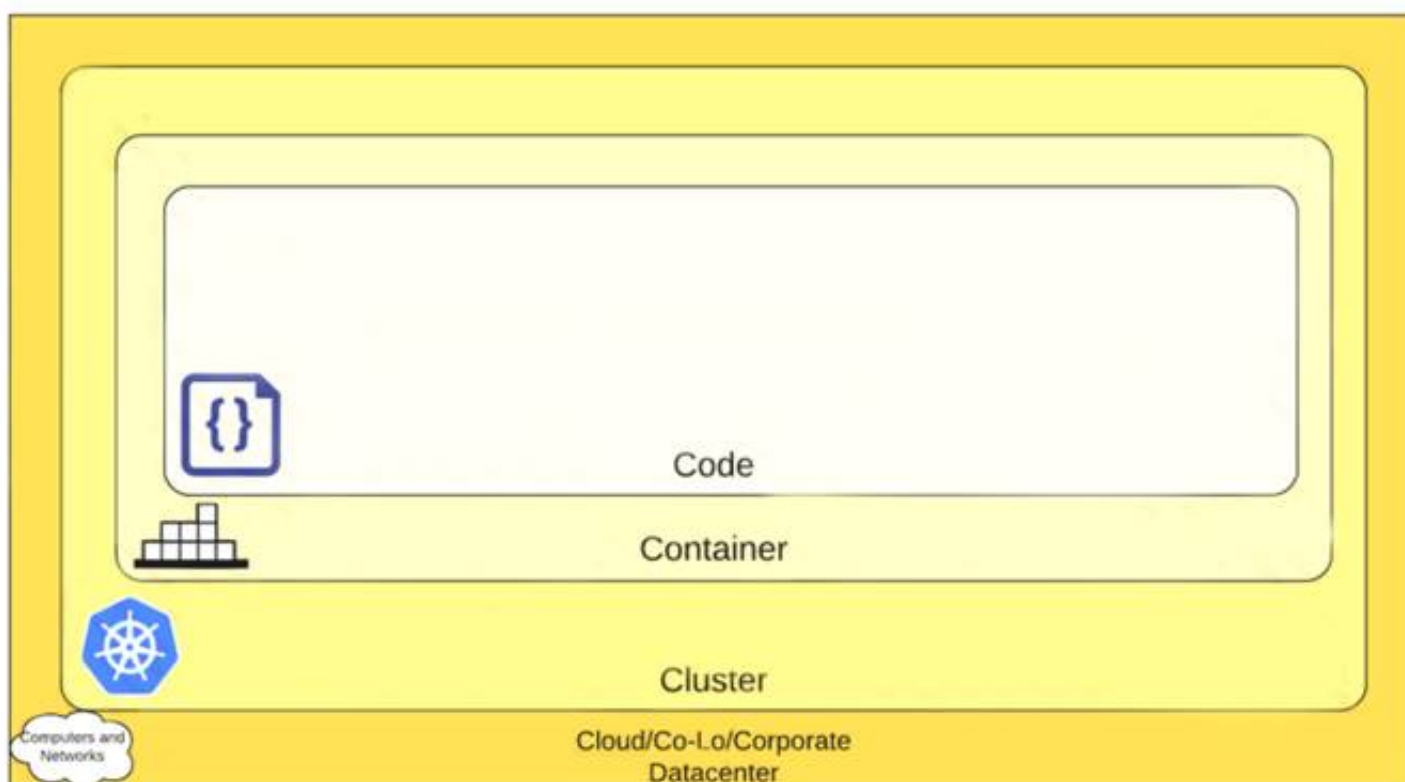 {}
Code
Container
Cluster
Computers and
Networks
Cloud/Co-Lo/Corporate
Datacenter